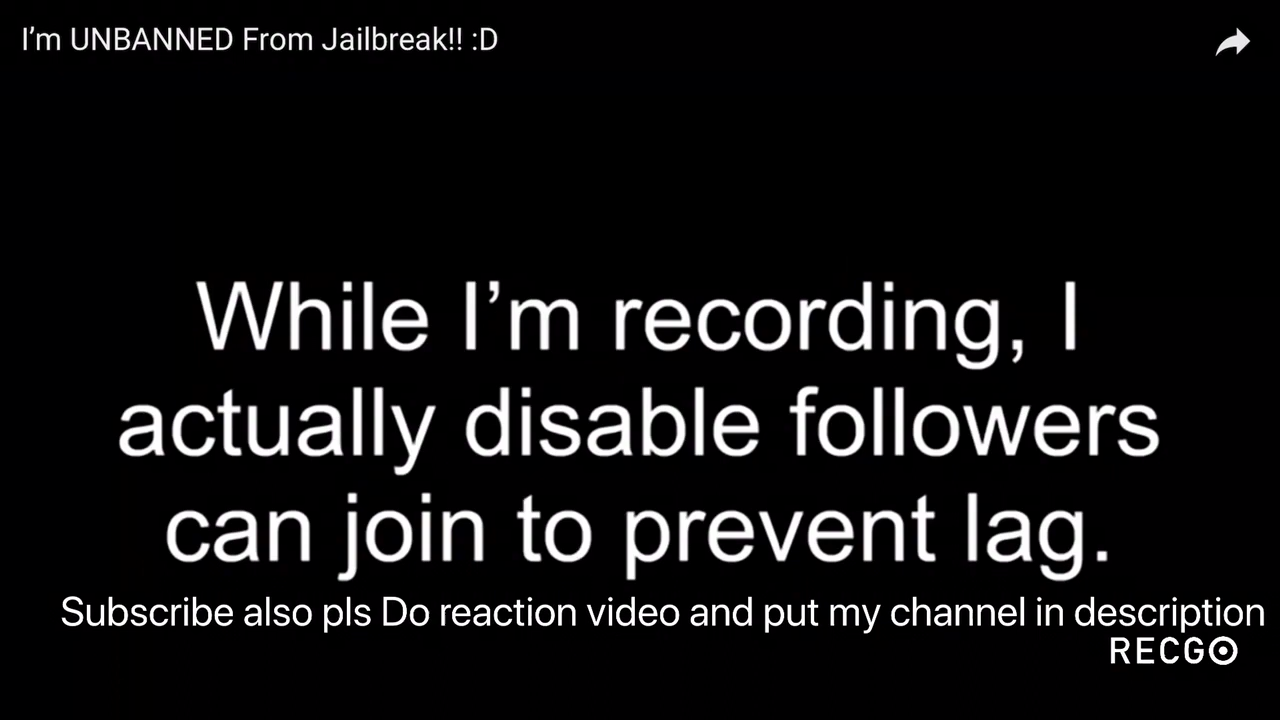 I’m UNBANNED From Jailbreak!! :D
While I’m recording, I
actually disable followers
can join to prevent lag.
Subscribe also pls Do reaction video and put my channel in description
RECGO